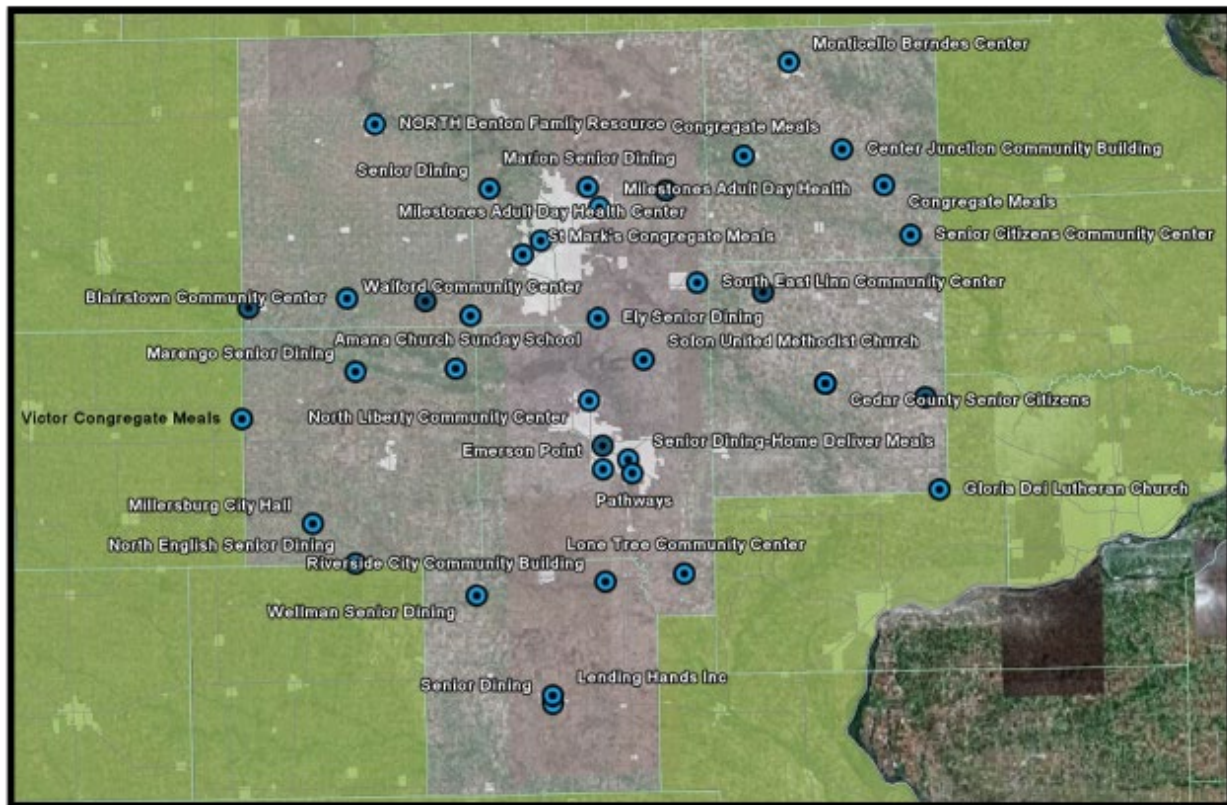 Monticello Berndes Center
NORTH Benton Family Resource
Congregate Meals
Center Junction Community Building
Marion Senior Dining
Senior Dining
Milestones Adult Day Health
Congregate Meals
Milestones Adult Day Health Center
St Mark's Congregate Meals
Senior Citizens Community Center
South East Linn Community Center
Walford Community Center
Blairstown Community Center
Ely Senior Dining
Amana Church Sunday School
Solon United Methodist Church
Marengo Senior Dining
Cedar County Senior Citizens
Victor Congregate Meals
North Liberty Community Center
Senior Dining-Home Deliver Meals
Emerson Point
Gloria Dei Lutheran Church
Pathways
Millersburg City Hall
North English Senior Dining
Lone Tree Community Center
Riverside City Community Building
Wellman Senior Dining
Lending Hands Inc
Senior Dining